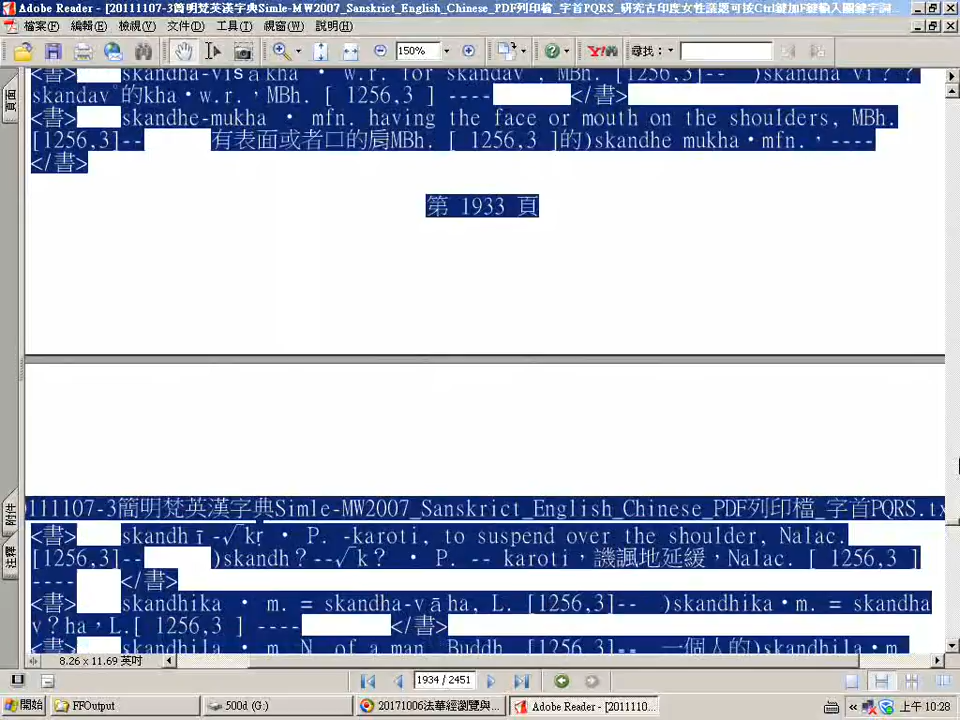 Adobe Reader - [20111107-3簡明梵英漢字典Simle-MW2007_Sanskrict_English_Chinese_PDF列印檔_字首PQRS_研究古印度女性議題可按Ctrl鍵加F鍵輸入關鍵字詞
檔案(F) 編輯(E) 檢視(V) 文件(D) 工具(T) 視窗(W) 說明(H)
150% Y! 尋找：
頁面
<書> skandha-viśākha · w.r. for skandav°, MBh. [1256,3]-- )skandha vi？？
skandav°的kha·w.r.，MBh. [ 1256,3 ] ---- </書>
<書> skandhe-mukha · mfn. having the face or mouth on the shoulders, MBh.
[1256,3]-- 有表面或者口的肩MBh. [ 1256,3 ]的)skandhe mukha·mfn.，----
</書>
第 1933 頁
111107-3簡明梵英漢字典Simle-MW2007_Sanskrict_English_Chinese_PDF列印檔_字首PQRS.tx
<書> skandhī-√kṛ · P. -karoti, to suspend over the shoulder, Nalac.
[1256,3]-- )skandh？--√k？ · P. -- karoti，譏諷地延緩，Nalac. [ 1256,3 ]
---- </書>
<書> skandhika · m. = skandha-vāha, L. [1256,3]-- )skandhika·m. = skandha
v？ha，L.[ 1256,3 ] ---- </書>
<書> skandhila · m. N. of a man, Buddh. [1256,3]-- 一個人的)skandhila·m.
附件
注釋
8.26 x 11.69 英吋
1934 / 2451
開始 FFOutput 500d (G:) 20171006法華經瀏覽與... Adobe Reader - [2011110... 上午 10:28